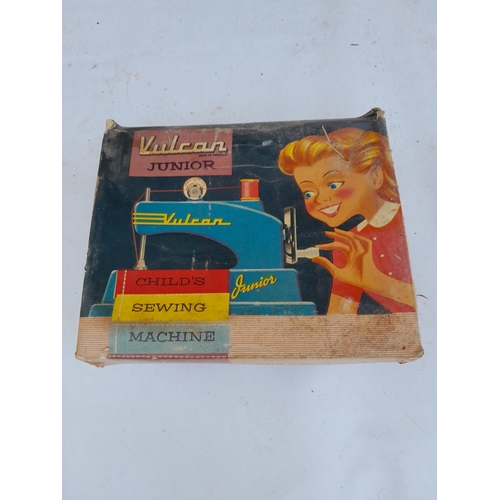 Vulcan
JUNIOR
Vulcan
Junior
CHILD'S
SEWING
MACHINE